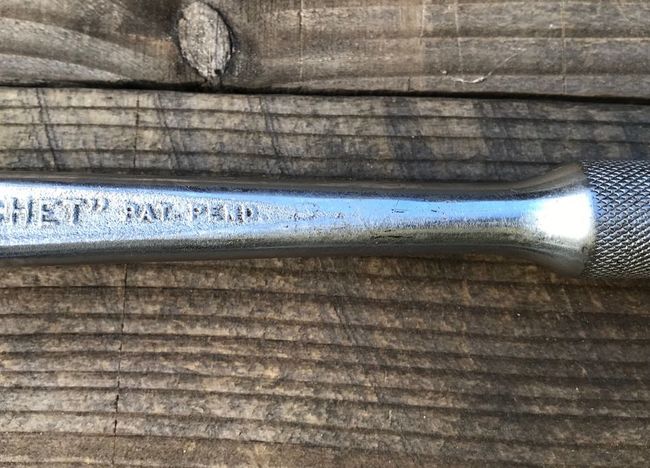 CHET" PAT. PEND.